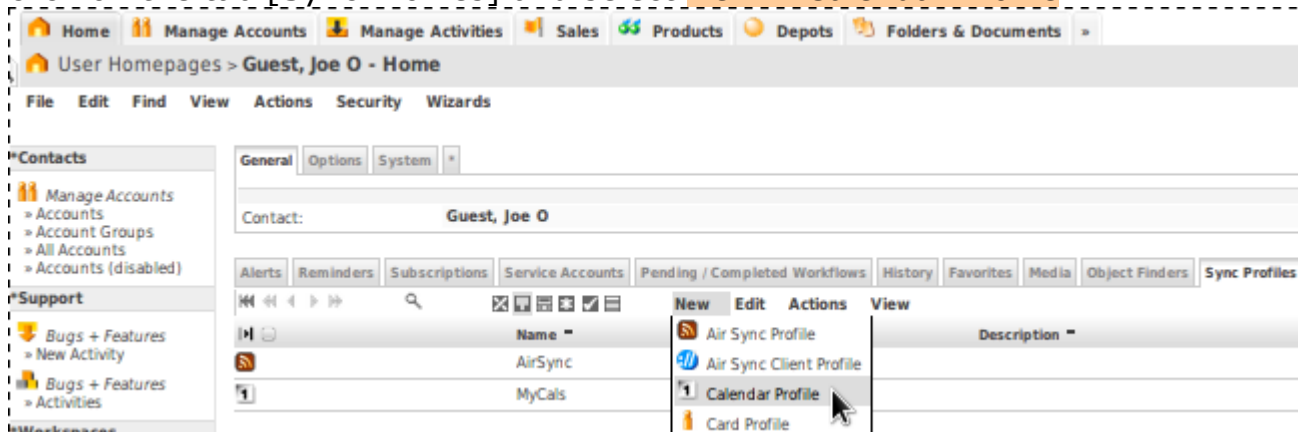 Home Manage Accounts Manage Activities Sales Products Depots Folders & Documents »
User Homepages > Guest, Joe O - Home
File Edit Find View Actions Security Wizards
*Contacts
General Options System *
Manage Accounts
» Accounts
» Account Groups
» All Accounts
» Accounts (disabled)
Contact: Guest, Joe O
Alerts Reminders Subscriptions Service Accounts Pending / Completed Workflows History Favorites Media Object Finders Sync Profiles
*Support
New Edit Actions View
Bugs + Features
» New Activity
Bugs + Features
» Activities
Name Description
AirSync
MyCals
Air Sync Profile
Air Sync Client Profile
1 Calendar Profile
Card Profile
*Workspaces